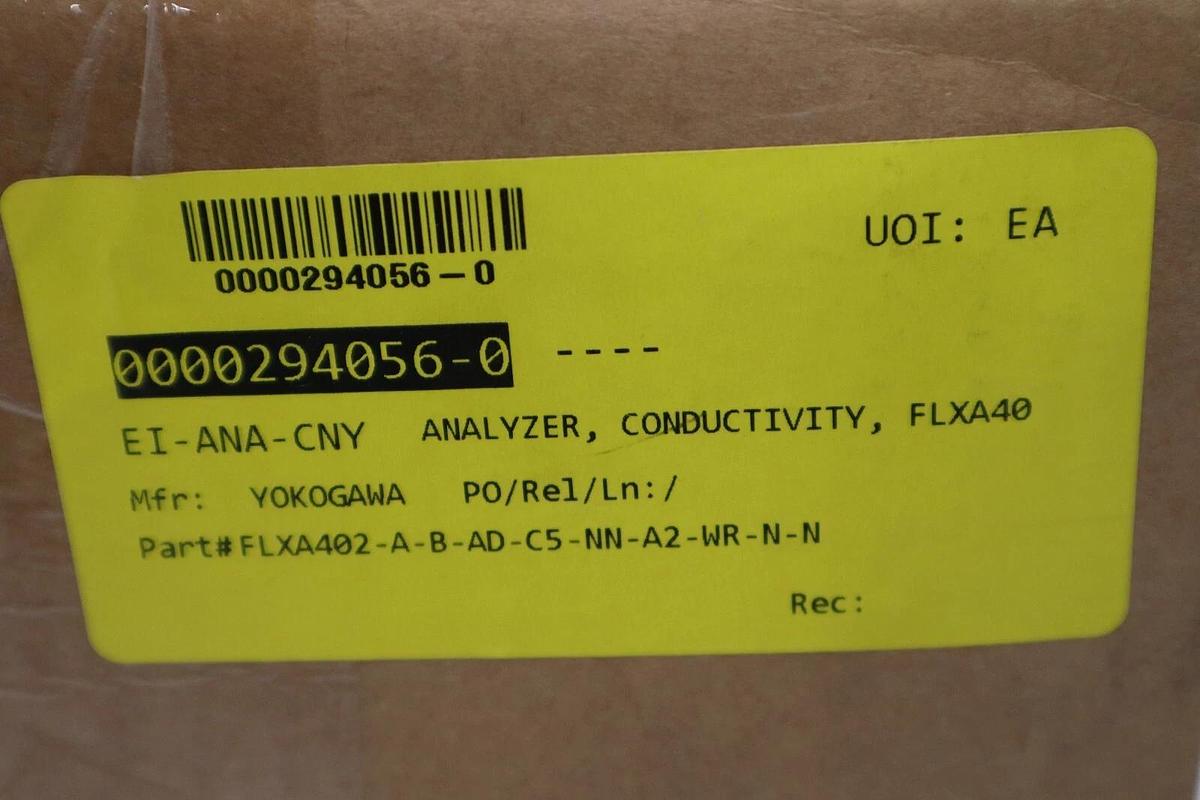 0000294056-0
UOI: EA
0000294056-0 ----
EI-ANA-CNY ANALYZER, CONDUCTIVITY, FLXA40
Mfr: YOKOGAWA PO/Rel/Ln:/
Part#FLXA402-A-B-AD-C5-NN-A2-WR-N-N
Rec: